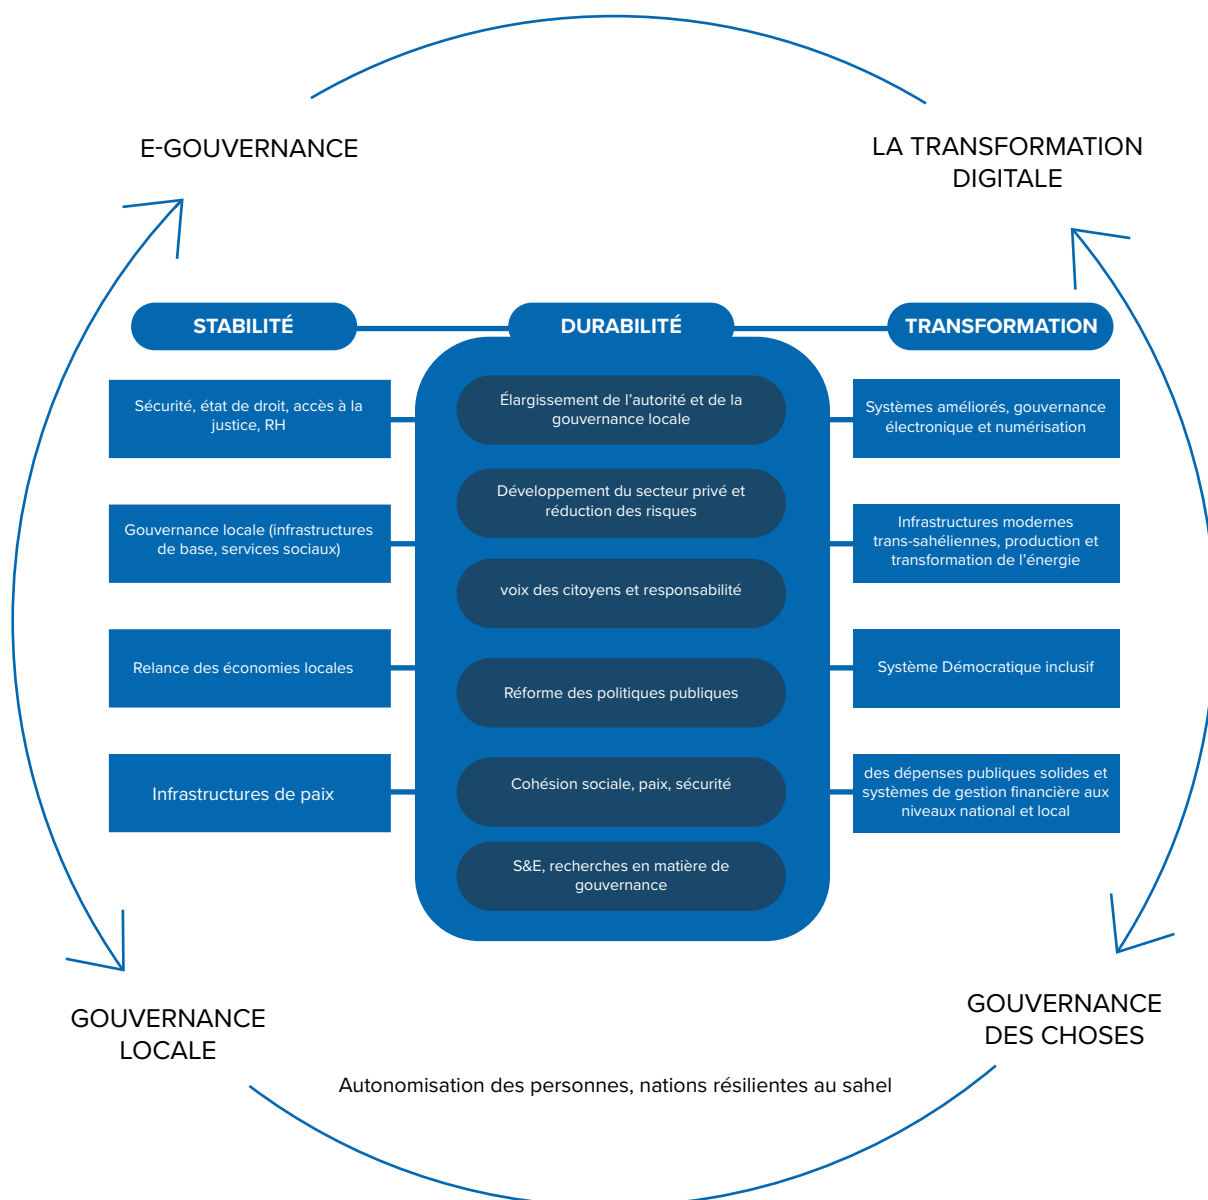 E-GOUVERNANCE
LA TRANSFORMATION
DIGITALE
STABILITÉ
DURABILITÉ
TRANSFORMATION
Sécurité, état de droit, accès à la
justice, RH
Gouvernance locale (infrastructures
de base, services sociaux)
Relance des économies locales
Infrastructures de paix
Élargissement de l'autorité et de la
gouvernance locale
Développement du secteur privé et
réduction des risques
voix des citoyens et responsabilité
Réforme des politiques publiques
Cohésion sociale, paix, sécurité
S&E, recherches en matière de
gouvernance
Systèmes améliorés, gouvernance
électronique et numérisation
Infrastructures modernes
trans-sahéliennes, production et
transformation de l'énergie
Système Démocratique inclusif
des dépenses publiques solides et
systèmes de gestion financière aux
niveaux national et local
GOUVERNANCE
LOCALE
GOUVERNANCE
DES CHOSES
Autonomisation des personnes, nations résilientes au sahel